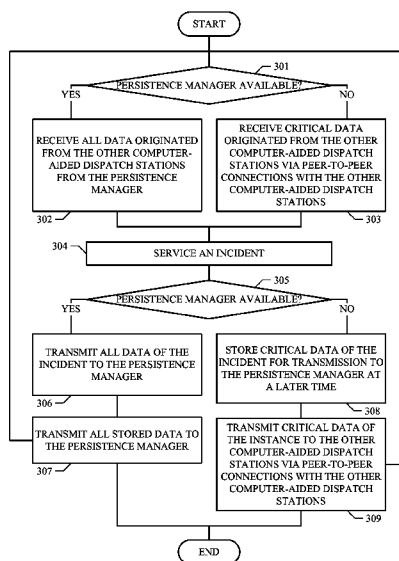 START
301
PERSISTENCE MANAGER AVAILABLE?
YES
NO
RECEIVE ALL DATA ORIGINATED
FROM THE OTHER COMPUTER-
AIDED DISPATCH STATIONS
FROM THE PERSISTENCE
MANAGER
302
RECEIVE CRITICAL DATA
ORIGINATED FROM THE OTHER
COMPUTER-AIDED DISPATCH
STATIONS VIA PEER-TO-PEER
CONNECTIONS WITH THE OTHER
COMPUTER-AIDED DISPATCH
STATIONS
303
304
SERVICE AN INCIDENT
305
PERSISTENCE MANAGER AVAILABLE?
YES
NO
TRANSMIT ALL DATA OF THE
INCIDENT TO THE PERSISTENCE
MANAGER
306
STORE CRITICAL DATA OF THE
INCIDENT FOR TRANSMISSION TO
THE PERSISTENCE MANAGER AT
A LATER TIME
308
TRANSMIT ALL STORED DATA TO
THE PERSISTENCE MANAGER
307
TRANSMIT CRITICAL DATA OF
THE INSTANCE TO THE OTHER
COMPUTER-AIDED DISPATCH
STATIONS VIA PEER-TO-PEER
CONNECTIONS WITH THE OTHER
COMPUTER-AIDED DISPATCH
STATIONS
309
END